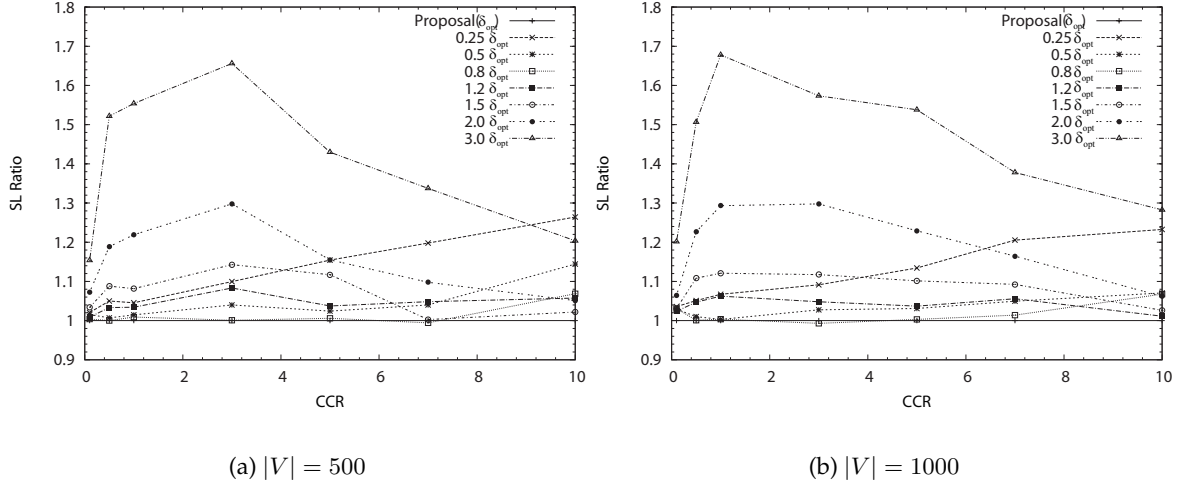 1.8
1.7
1.6
1.5
1.4
1.3
1.2
1.1
1
0.9
SL Ratio
0 2 4 6 8 10
CCR
Proposal(δopt)
0.25 δopt
0.5 δopt
0.8 δopt
1.2 δopt
1.5 δopt
2.0 δopt
3.0 δopt
(a) |V| = 500
1.8
1.7
1.6
1.5
1.4
1.3
1.2
1.1
1
0.9
SL Ratio
0 2 4 6 8 10
CCR
Proposal(δopt)
0.25 δopt
0.5 δopt
0.8 δopt
1.2 δopt
1.5 δopt
2.0 δopt
3.0 δopt
(b) |V| = 1000